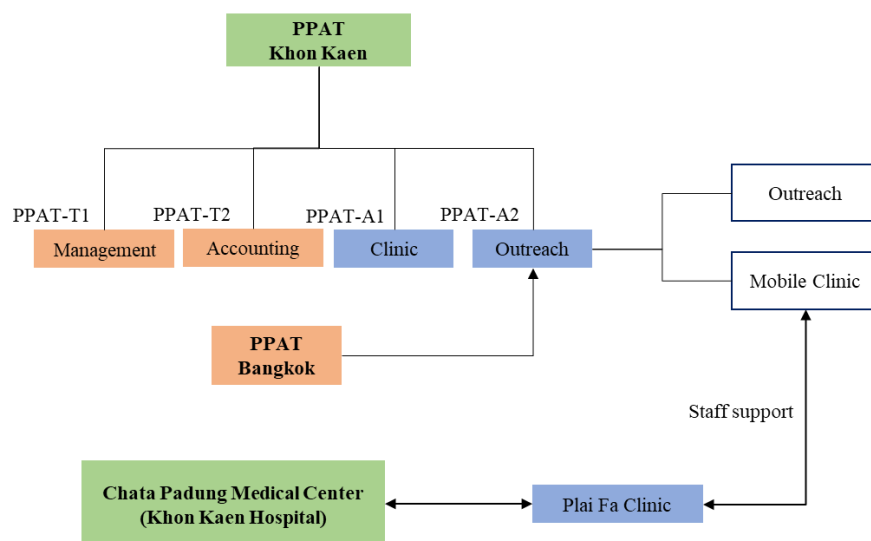 PPAT
Khon Kaen
PPAT-T1
PPAT-T2
PPAT-A1
PPAT-A2
Management
Accounting
Clinic
Outreach
Outreach
Mobile Clinic
PPAT
Bangkok
Staff support
Chata Padung Medical Center
(Khon Kaen Hospital)
Plai Fa Clinic